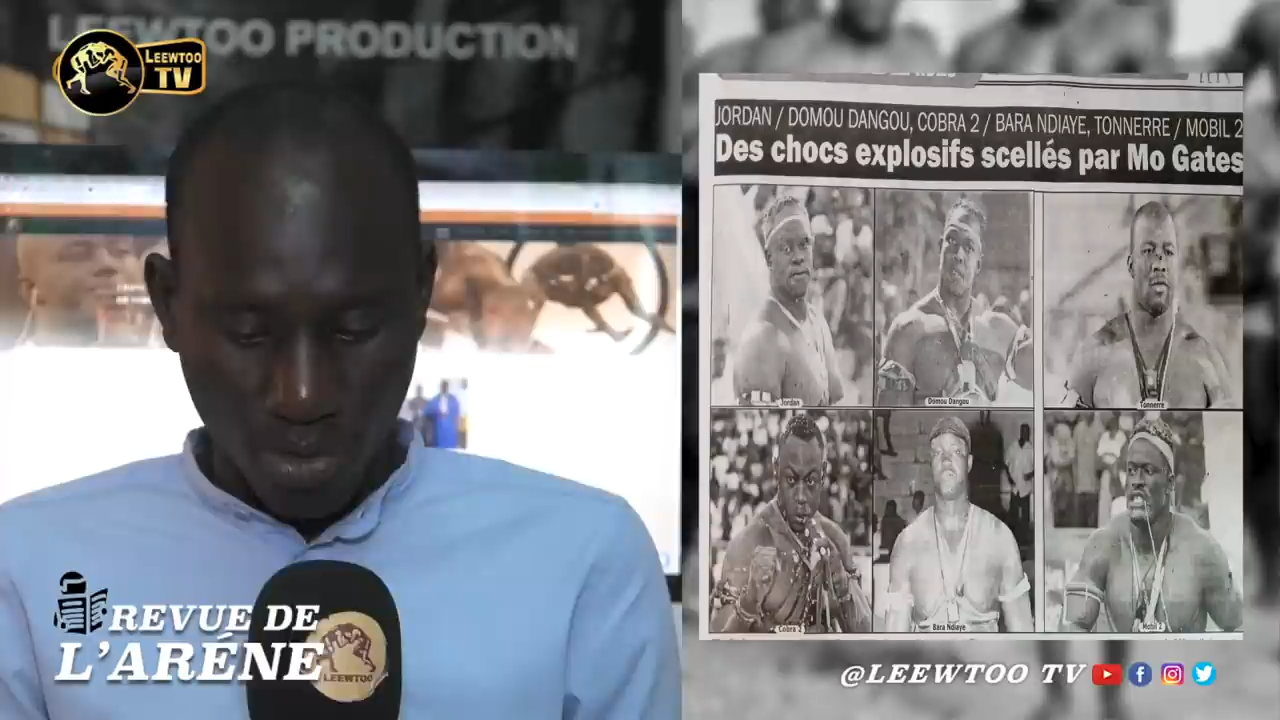 LEEWTOO PRODUCTION
LEEWTOO
TV
JORDAN / DOMOU DANGOU, COBRA 2 / BARA NDIAYE, TONNERRE / MOBIL 2
Des chocs explosifs scellés par Mo Gates
Jordan
Domou Dangou
Tonnerre
Cobra 2
Bara Ndiaye
Mobil 2
REVUE DE
L'ARÉNE
LEEWTOO
@LEEWTOO TV